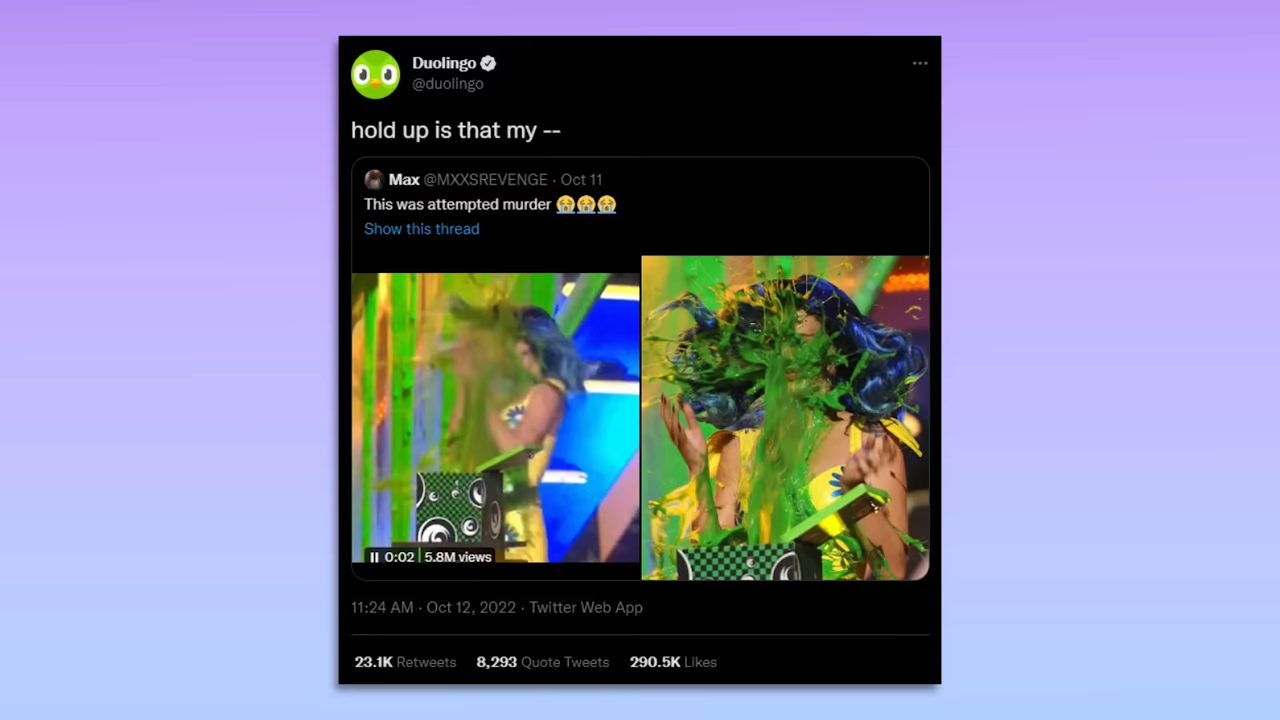 Duolingo
@duolingo
hold up is that my --
Max @MXXSREVENGE · Oct 11
This was attempted murder 😭😭😭
Show this thread
0:02 5.8M views
11:24 AM · Oct 12, 2022 · Twitter Web App
23.1K Retweets 8,293 Quote Tweets 290.5K Likes